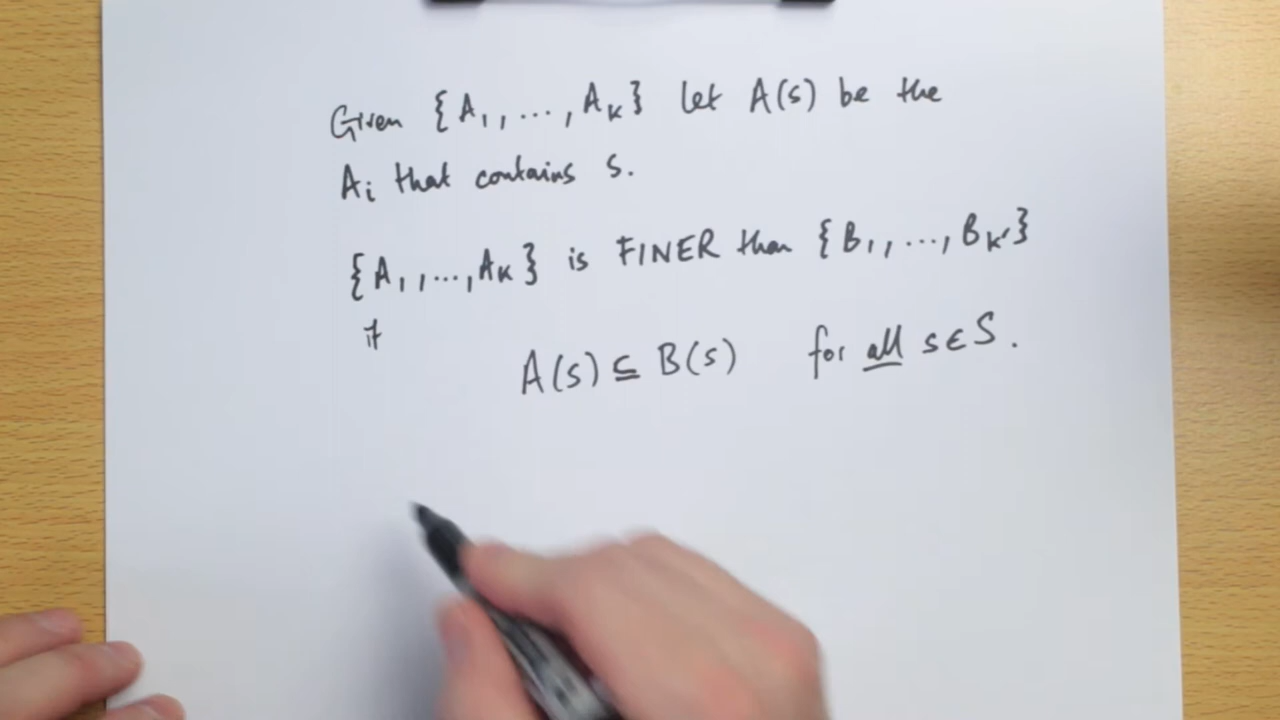 Given {A₁, ..., Aₖ} let A(s) be the
Aᵢ that contains s.
{A₁, ..., Aₖ} is FINER than {B₁, ..., Bₖ′}
if
A(s) ⊆ B(s) for all s ∈ S.